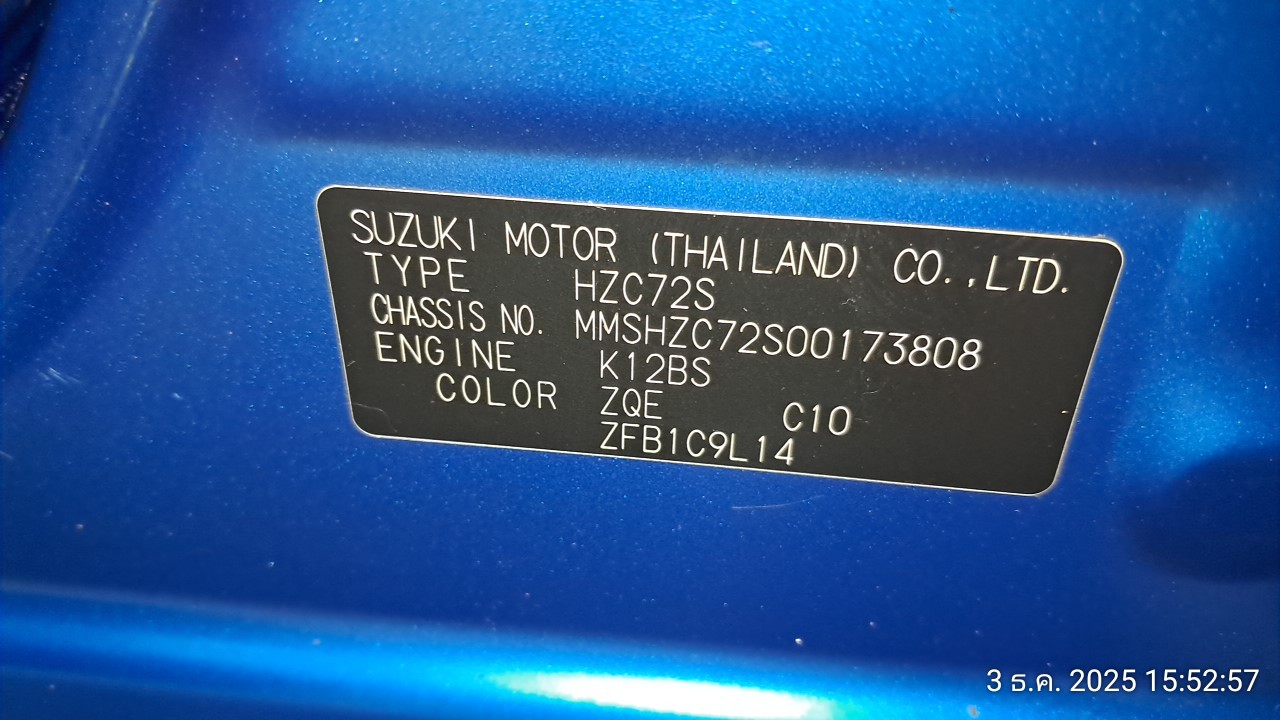 SUZUKI MOTOR (THAILAND) CO.,LTD.
TYPE HZC72S
CHASSIS NO. MMSHZC72S00173808
ENGINE K12BS
COLOR ZQE C10
ZFB1C9L14
3 ธ.ค. 2025 15:52:57